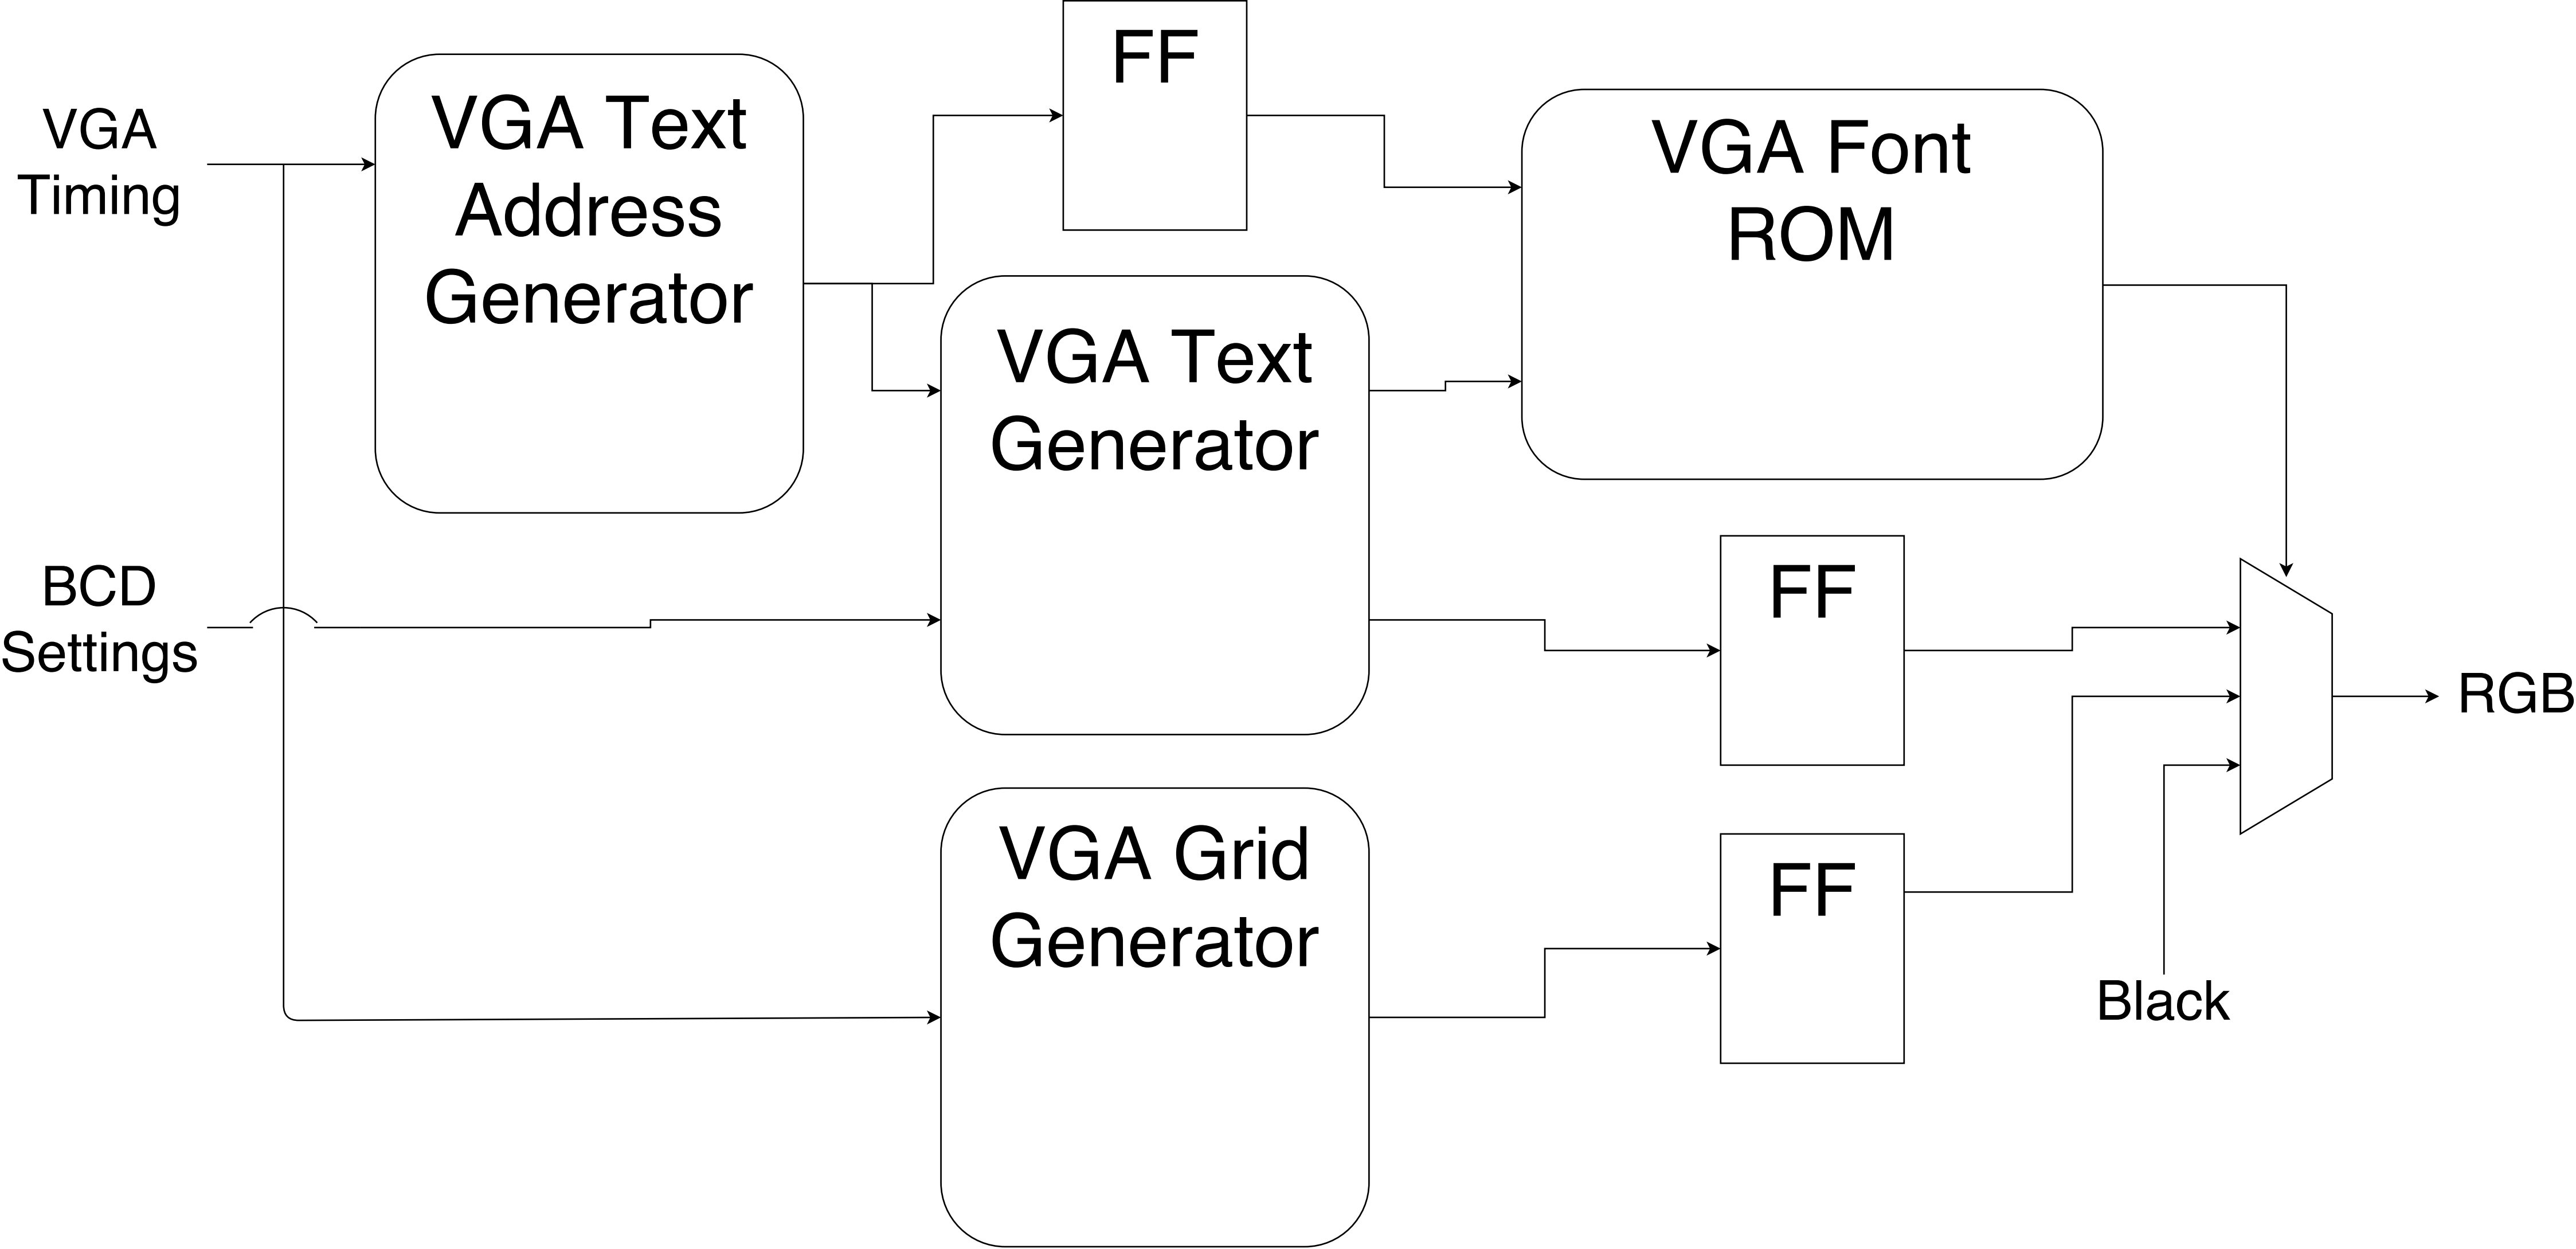 FF
VGA
Timing
VGA Text
Address
Generator
VGA Font
ROM
VGA Text
Generator
BCD
Settings
FF
RGB
VGA Grid
Generator
FF
Black